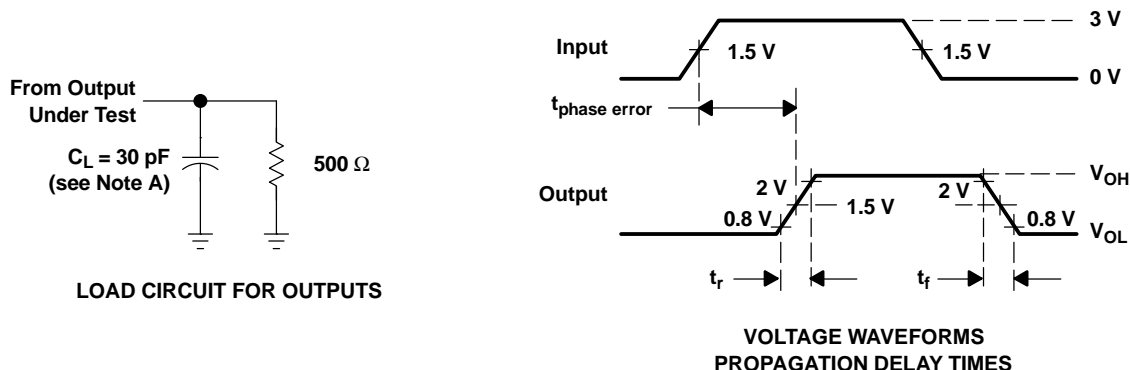 From Output
Under Test
C_L = 30 pF
(see Note A)
500 Ω
LOAD CIRCUIT FOR OUTPUTS
Input
1.5 V
1.5 V
3 V
0 V
t_phase error
Output
2 V
0.8 V
1.5 V
2 V
0.8 V
V_OH
V_OL
t_r
t_f
VOLTAGE WAVEFORMS
PROPAGATION DELAY TIMES